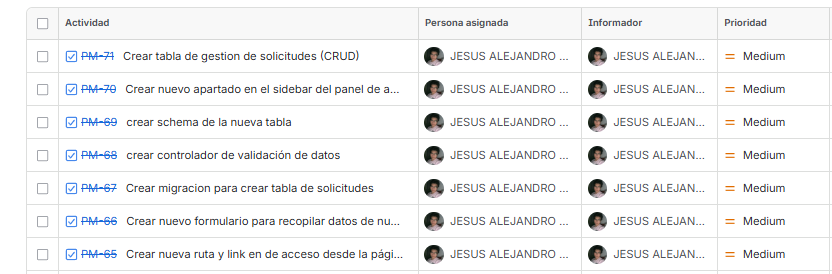 Actividad Persona asignada Informador Prioridad
PM-71 Crear tabla de gestion de solicitudes (CRUD) JESUS ALEJANDRO ... JESUS ALEJAN... Medium
PM-70 Crear nuevo apartado en el sidebar del panel de a... JESUS ALEJANDRO ... JESUS ALEJAN... Medium
PM-69 crear schema de la nueva tabla JESUS ALEJANDRO ... JESUS ALEJAN... Medium
PM-68 crear controlador de validación de datos JESUS ALEJANDRO ... JESUS ALEJAN... Medium
PM-67 Crear migracion para crear tabla de solicitudes JESUS ALEJANDRO ... JESUS ALEJAN... Medium
PM-66 Crear nuevo formulario para recopilar datos de nu... JESUS ALEJANDRO ... JESUS ALEJAN... Medium
PM-65 Crear nueva ruta y link en de acceso desde la pági... JESUS ALEJANDRO ... JESUS ALEJAN... Medium